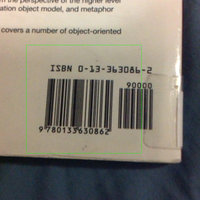 m the perspective of the higher level
ation object model, and metaphor
covers a number of object-oriented
ISBN 0-13-363086-2
90000
9 780133 630862